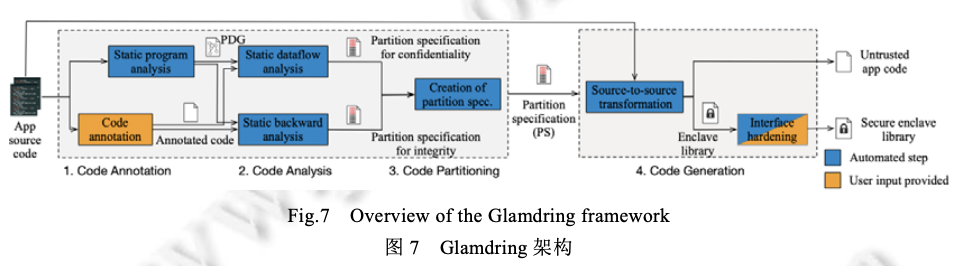 PDG
Static program
analysis
Static dataflow
analysis
Partition specification
for confidentiality
Creation of
partition spec.
App
source
code
Code
annotation
Annotated code
Static backward
analysis
Partition specification
for integrity
1. Code Annotation
2. Code Analysis
3. Code Partitioning
Partition
specification
(PS)
Source-to-source
transformation
Enclave
library
Interface
hardening
4. Code Generation
Untrusted
app code
Secure enclave
library
Automated step
User input provided
Fig.7 Overview of the Glamdring framework
图 7 Glamdring 架构